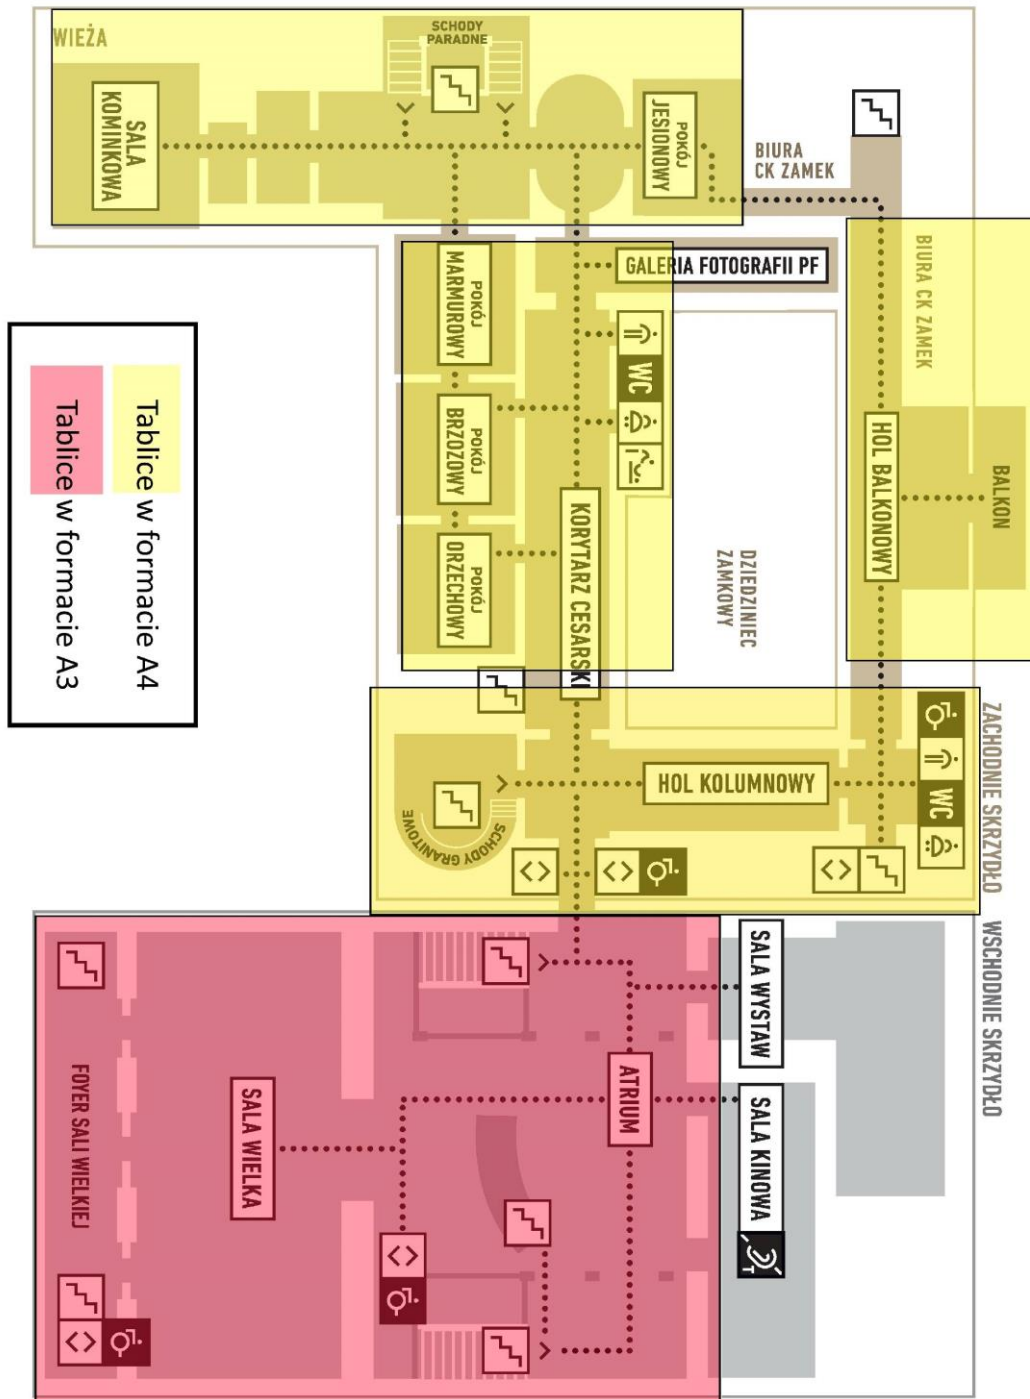 WIEŻA
SCHODY
PARADNE
SALA
KOMINKOWA
POKÓJ
JESIONOWY
BIURA
CK ZAMEK
BIURA CK ZAMEK
GALERIA FOTOGRAFII PF
POKÓJ
MARMUROWY
WC
POKÓJ
BRZOZOWY
HOL BALKONOWY
BALKON
KORYTARZ CESARSKI
POKÓJ
ORZECHOWY
DZIEDZINIEC
ZAMKOWY
Tablice w formacie A4
Tablice w formacie A3
ZACHODNIE SKRZYDŁO
WC
HOL KOLUMNOWY
SCHODY GRANITOWE
WSCHODNIE SKRZYDŁO
SALA WYSTAW
ATRIUM
SALA KINOWA
T
SALA WIELKA
FOYER SALI WIELKIEJ